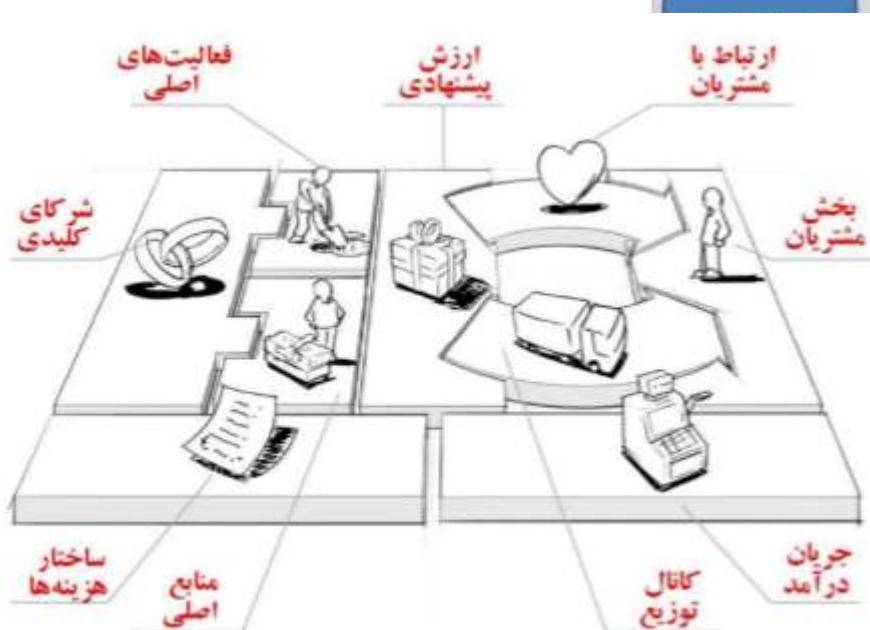 ارتباط با
مشتریان
ارزش
پیشنهادی
فعالیت‌های
اصلی
بخش
مشتریان
شرکای
کلیدی
جریان
درآمد
کانال
توزیع
منابع
اصلی
ساختار
هزینه‌ها